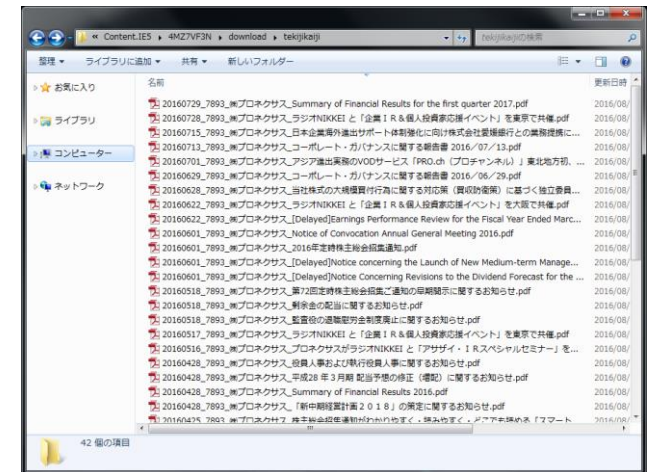 « Content.IE5 ▸ 4MZ7VF3N ▸ download ▸ tekijikaiji
tekijikaijiの検索
整理 ▼ ライブラリに追加 ▼ 共有 ▼ 新しいフォルダー
お気に入り
ライブラリ
コンピューター
ネットワーク
名前 更新日時
20160729_7893_㈱プロネクサス_Summary of Financial Results for the first quarter 2017.pdf 2016/08/
20160728_7893_㈱プロネクサス_ラジオNIKKEI と「企業ＩＲ＆個人投資家応援イベント」を東京で共催.pdf 2016/08/
20160715_7893_㈱プロネクサス_日本企業海外進出サポート体制強化に向け株式会社愛媛銀行との業務提携に... 2016/08/
20160713_7893_㈱プロネクサス_コーポレート・ガバナンスに関する報告書 2016／07／13.pdf 2016/08/
20160701_7893_㈱プロネクサス_アジア進出実務のVODサービス「PRO.ch（プロチャンネル）」東北地方初、... 2016/08/
20160629_7893_㈱プロネクサス_コーポレート・ガバナンスに関する報告書 2016／06／29.pdf 2016/08/
20160628_7893_㈱プロネクサス_当社株式の大規模買付行為に関する対応策（買収防衛策）に基づく独立委員... 2016/08/
20160622_7893_㈱プロネクサス_ラジオNIKKEI と「企業ＩＲ＆個人投資家応援イベント」を大阪で共催.pdf 2016/08/
20160622_7893_㈱プロネクサス_[Delayed]Earnings Performance Review for the Fiscal Year Ended Marc... 2016/08/
20160601_7893_㈱プロネクサス_Notice of Convocation Annual General Meeting 2016.pdf 2016/08/
20160601_7893_㈱プロネクサス_2016年定時株主総会招集通知.pdf 2016/08/
20160601_7893_㈱プロネクサス_[Delayed]Notice concerning the Launch of New Medium-term Manage... 2016/08/
20160601_7893_㈱プロネクサス_[Delayed]Notice Concerning Revisions to the Dividend Forecast for the ... 2016/08/
20160518_7893_㈱プロネクサス_第72回定時株主総会招集ご通知の早期開示に関するお知らせ.pdf 2016/08/
20160518_7893_㈱プロネクサス_剰余金の配当に関するお知らせ.pdf 2016/08/
20160518_7893_㈱プロネクサス_監査役の退職慰労金制度廃止に関するお知らせ.pdf 2016/08/
20160517_7893_㈱プロネクサス_ラジオNIKKEI と「企業ＩＲ＆個人投資家応援イベント」を東京で共催.pdf 2016/08/
20160516_7893_㈱プロネクサス_プロネクサスがラジオNIKKEI と「アサザイ・ＩＲスペシャルセミナー」を... 2016/08/
20160428_7893_㈱プロネクサス_役員人事および執行役員人事に関するお知らせ.pdf 2016/08/
20160428_7893_㈱プロネクサス_平成28 年３月期 配当予想の修正（増配）に関するお知らせ.pdf 2016/08/
20160428_7893_㈱プロネクサス_Summary of Financial Results 2016.pdf 2016/08/
20160428_7893_㈱プロネクサス_「新中期経営計画２０１８」の策定に関するお知らせ.pdf 2016/08/
20160425_7893_㈱プロネクサス_株主総会招集通知がわかりやすく・読みやすく・どこでも読める「スマート 2016/08/
42 個の項目